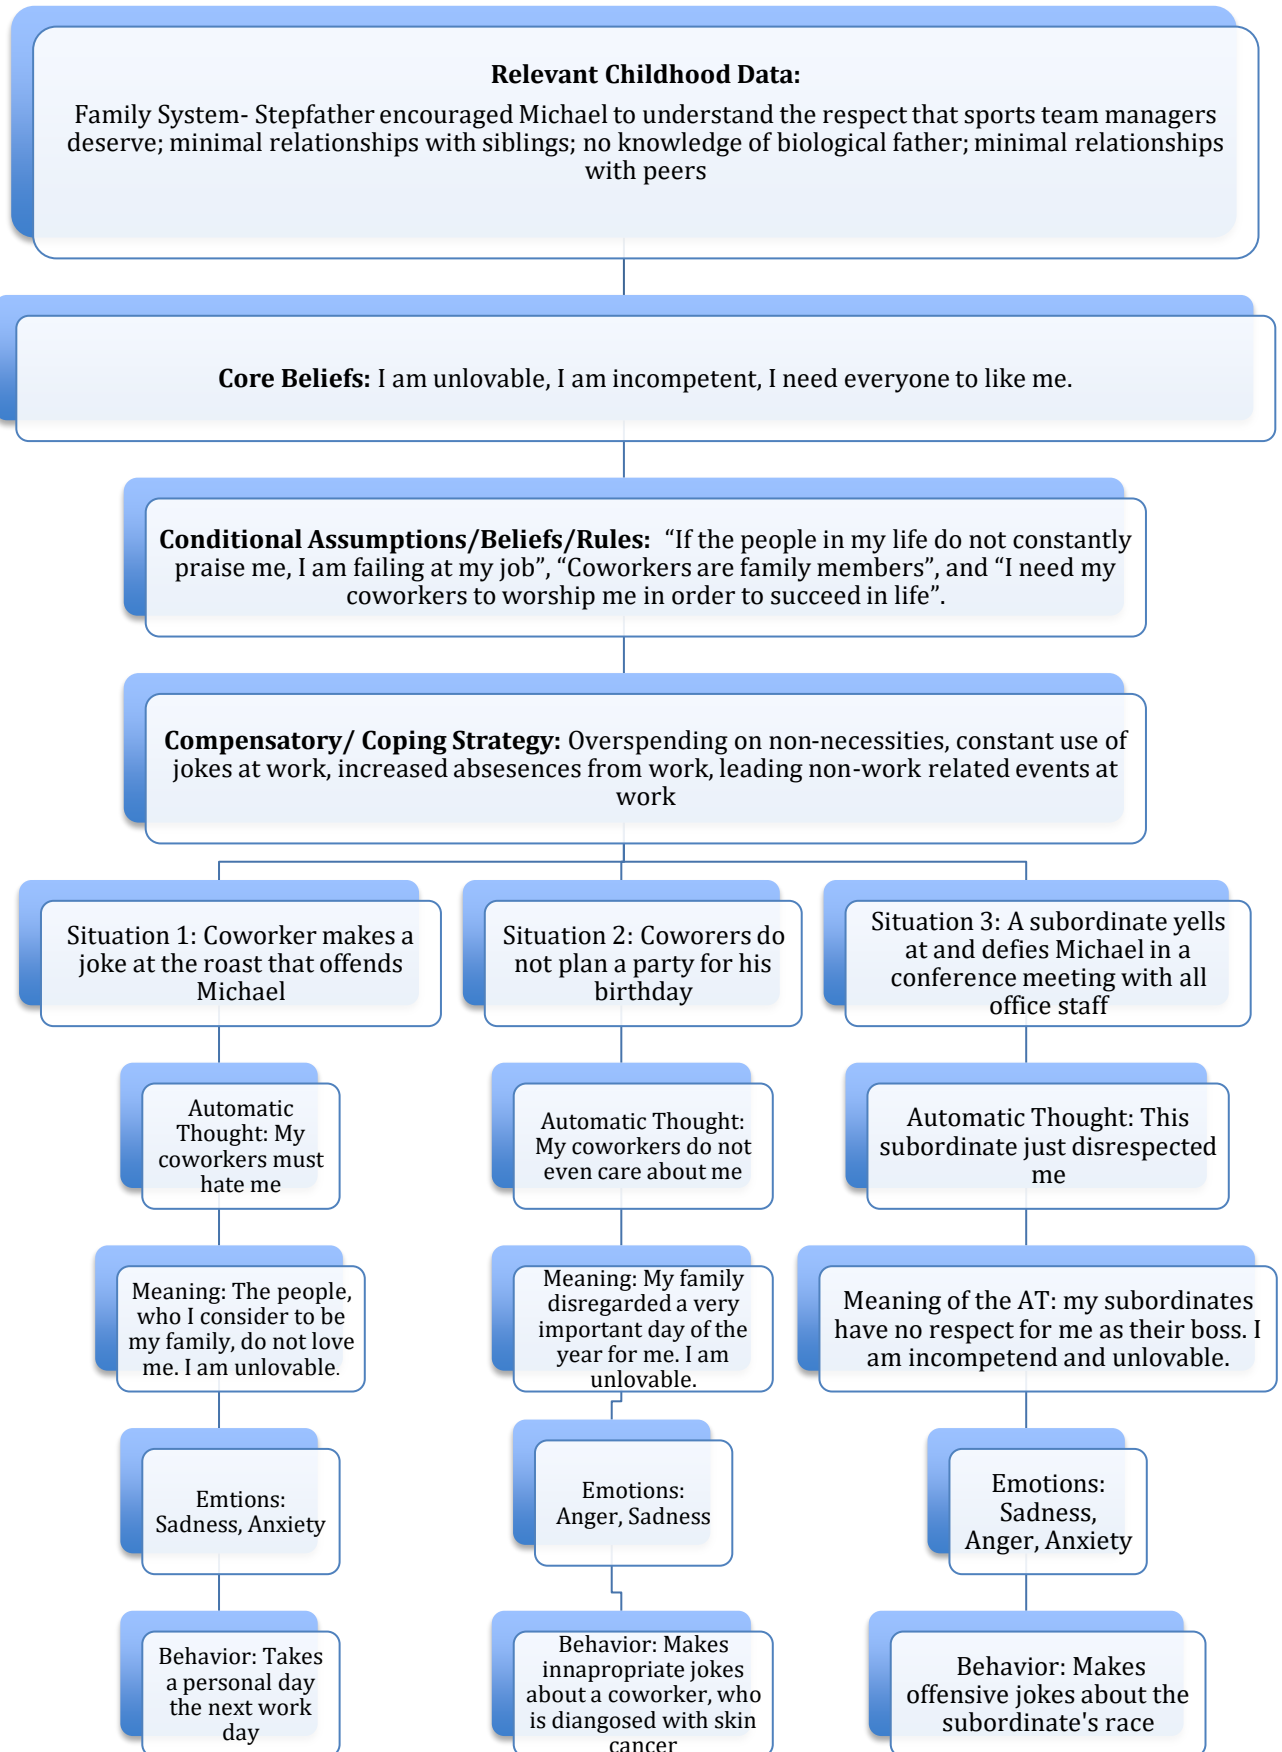 Relevant Childhood Data:
Family System- Stepfather encouraged Michael to understand the respect that sports team managers
deserve; minimal relationships with siblings; no knowledge of biological father; minimal relationships
with peers
Core Beliefs: I am unlovable, I am incompetent, I need everyone to like me.
Conditional Assumptions/Beliefs/Rules: “If the people in my life do not constantly
praise me, I am failing at my job”, “Coworkers are family members”, and “I need my
coworkers to worship me in order to succeed in life”.
Compensatory/ Coping Strategy: Overspending on non-necessities, constant use of
jokes at work, increased absesences from work, leading non-work related events at
work
Situation 1: Coworker makes a
joke at the roast that offends
Michael
Automatic
Thought: My
coworkers must
hate me
Meaning: The people,
who I consider to be
my family, do not love
me. I am unlovable.
Emtions:
Sadness, Anxiety
Behavior: Takes
a personal day
the next work
day
Situation 2: Coworers do
not plan a party for his
birthday
Automatic Thought:
My coworkers do not
even care about me
Meaning: My family
disregarded a very
important day of the
year for me. I am
unlovable.
Emotions:
Anger, Sadness
Behavior: Makes
innapropriate jokes
about a coworker, who
is diangosed with skin
cancer
Situation 3: A subordinate yells
at and defies Michael in a
conference meeting with all
office staff
Automatic Thought: This
subordinate just disrespected
me
Meaning of the AT: my subordinates
have no respect for me as their boss. I
am incompetend and unlovable.
Emotions:
Sadness,
Anger, Anxiety
Behavior: Makes
offensive jokes about the
subordinate's race